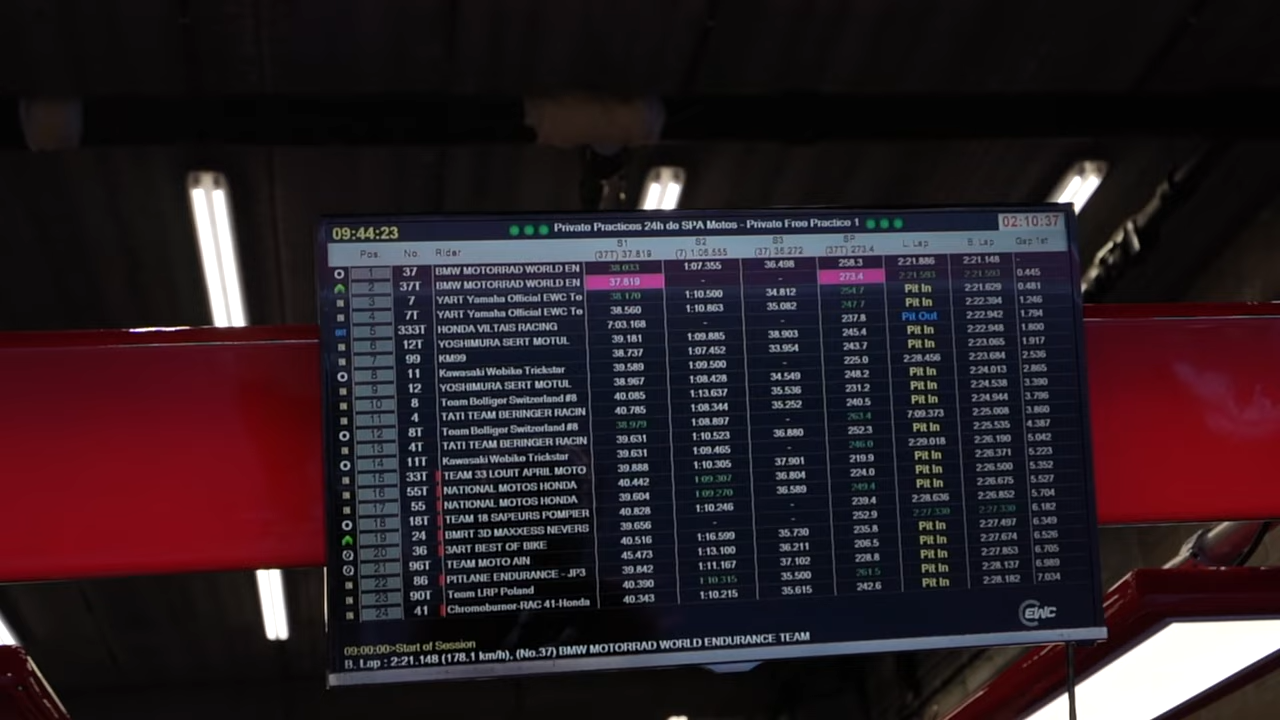 09:44:23 Private Practices 24h do SPA Motos - Private Free Practice 1 02:10:37
Pos. No. Rider S1 S2 S3 SP L. Lap B. Lap Gap 1st
(37T) 37.819 (7) 1:06.555 (37) 36.272 (37T) 273.4
1 37 BMW MOTORRAD WORLD EN 38.033 1:07.355 36.498 258.3 2:21.886 2:21.148 -
2 37T BMW MOTORRAD WORLD EN 37.819 - - 273.4 2:21.593 2:21.593 0.445
3 7 YART Yamaha Official EWC Te 38.170 1:10.500 34.812 254.7 Pit In 2:21.629 0.481
4 7T YART Yamaha Official EWC Te 38.560 1:10.863 35.082 247.7 Pit In 2:22.394 1.246
5 333T HONDA VILTAIS RACING 7:03.168 - - 237.8 Pit Out 2:22.942 1.794
6 12T YOSHIMURA SERT MOTUL 39.181 1:09.885 38.903 245.4 Pit In 2:22.948 1.800
7 99 KM99 38.737 1:07.452 33.954 243.7 Pit In 2:23.065 1.917
8 11 Kawasaki Webike Trickstar 39.589 1:09.500 - 225.0 2:28.456 2:23.684 2.536
9 12 YOSHIMURA SERT MOTUL 38.967 1:08.428 34.549 248.2 Pit In 2:24.013 2.865
10 8 Team Bolliger Switzerland #8 40.085 1:13.637 35.536 231.2 Pit In 2:24.538 3.390
11 4 TATI TEAM BERINGER RACIN 40.785 1:08.344 35.252 240.5 Pit In 2:24.944 3.796
12 8T Team Bolliger Switzerland #8 38.979 1:08.897 - 263.4 7:09.373 2:25.008 3.860
13 4T TATI TEAM BERINGER RACIN 39.631 1:10.523 36.880 252.3 Pit In 2:25.535 4.387
14 11T Kawasaki Webike Trickstar 39.631 1:09.465 - 246.0 2:29.018 2:26.190 5.042
15 33T TEAM 33 LOUIT APRIL MOTO 39.888 1:10.305 37.901 219.9 Pit In 2:26.371 5.223
16 55T NATIONAL MOTOS HONDA 40.442 1:09.307 36.804 224.0 Pit In 2:26.500 5.352
17 55 NATIONAL MOTOS HONDA 39.604 1:09.270 36.589 249.4 Pit In 2:26.675 5.527
18 18T TEAM 18 SAPEURS POMPIER 40.828 1:10.246 - 239.4 2:28.636 2:26.852 5.704
19 24 BMRT 3D MAXXESS NEVERS 39.656 - - 252.9 2:27.330 2:27.330 6.182
20 36 3ART BEST OF BIKE 40.516 1:16.599 35.730 235.8 Pit In 2:27.497 6.349
21 96T TEAM MOTO AIN 45.473 1:13.100 36.211 206.5 Pit In 2:27.674 6.526
22 86 PITLANE ENDURANCE - JP3 39.842 1:11.167 37.102 228.8 Pit In 2:27.853 6.705
23 90T Team LRP Poland 40.390 1:10.315 35.500 261.5 Pit In 2:28.137 6.989
24 41 Chromeburner-RAC 41-Honda 40.343 1:10.215 35.615 242.6 Pit In 2:28.182 7.034
EWC
09:00:00>Start of Session
B. Lap : 2:21.148 (178.1 km/h), (No.37) BMW MOTORRAD WORLD ENDURANCE TEAM